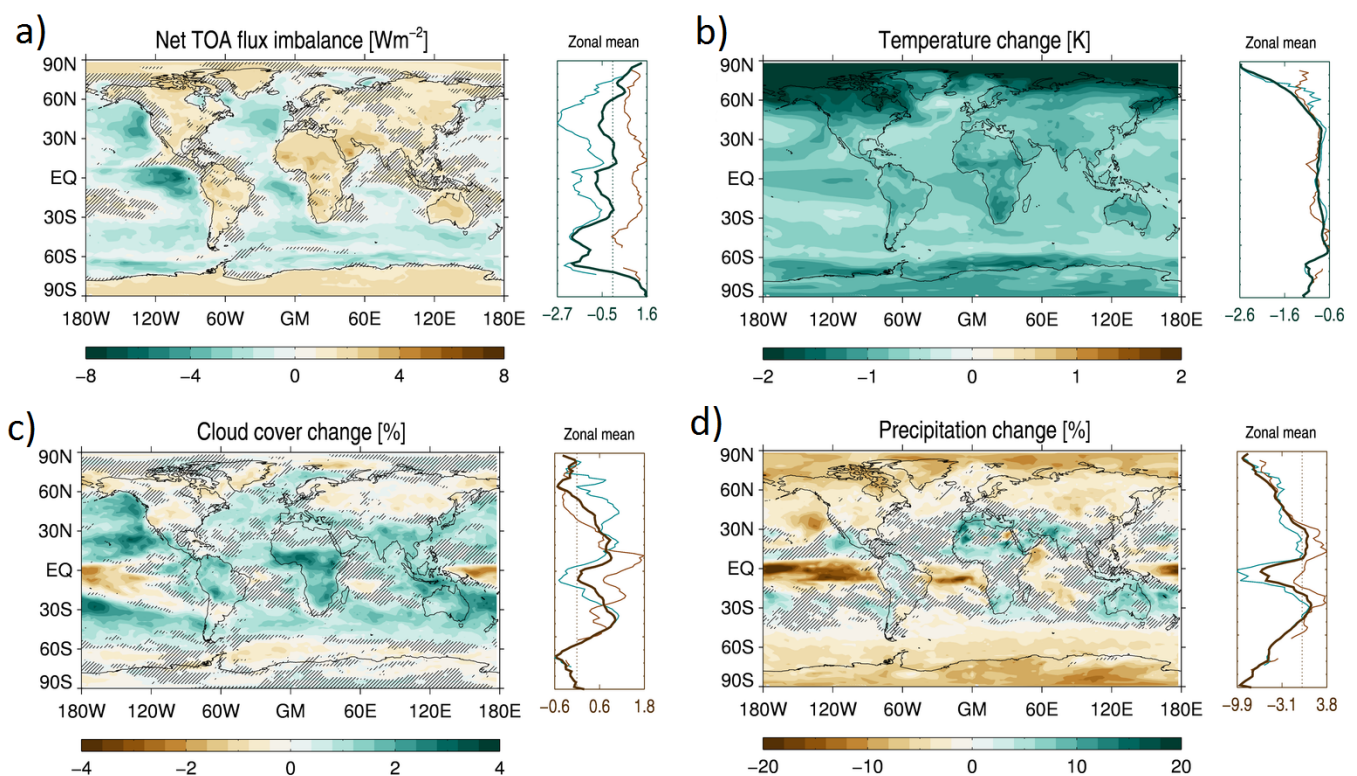 a)
Net TOA flux imbalance [Wm−2]
Zonal mean
90N
60N
30N
EQ
30S
60S
90S
180W 120W 60W GM 60E 120E 180E
−2.7 −0.5 1.6
−8 −4 0 4 8
b)
Temperature change [K]
Zonal mean
90N
60N
30N
EQ
30S
60S
90S
180W 120W 60W GM 60E 120E 180E
−2.6 −1.6 −0.6
−2 −1 0 1 2
c)
Cloud cover change [%]
Zonal mean
90N
60N
30N
EQ
30S
60S
90S
180W 120W 60W GM 60E 120E 180E
−0.6 0.6 1.8
−4 −2 0 2 4
d)
Precipitation change [%]
Zonal mean
90N
60N
30N
EQ
30S
60S
90S
180W 120W 60W GM 60E 120E 180E
−9.9 −3.1 3.8
−20 −10 0 10 20